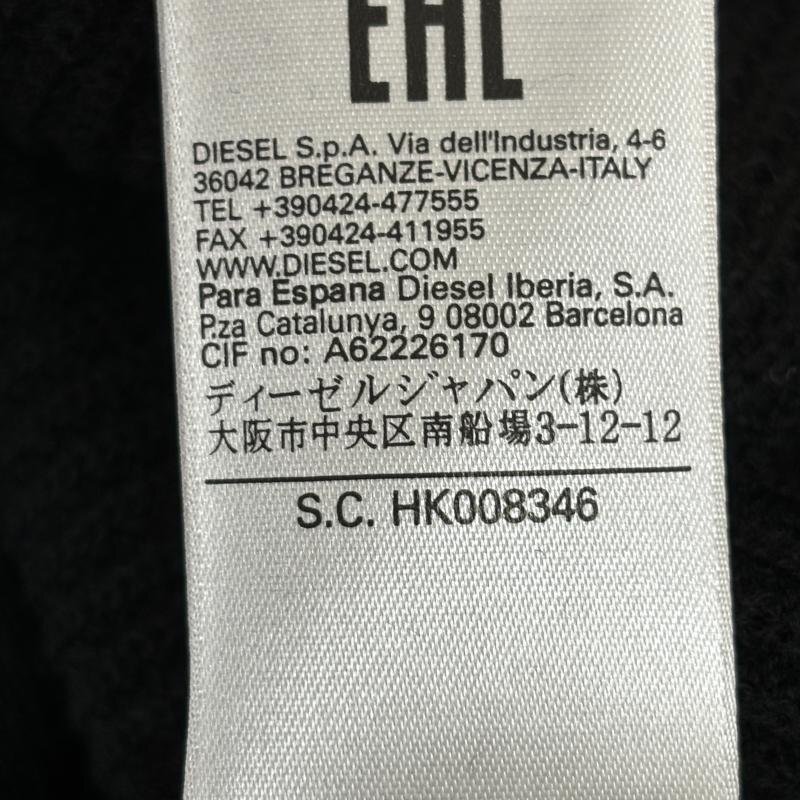 EAC
DIESEL S.p.A. Via dell'Industria, 4-6
36042 BREGANZE-VICENZA-ITALY
TEL +390424-477555
FAX +390424-411955
WWW.DIESEL.COM
Para Espana Diesel Iberia, S.A.
P.za Catalunya, 9 08002 Barcelona
CIF no: A62226170
ディーゼルジャパン(株)
大阪市中央区南船場3-12-12
S.C. HK008346